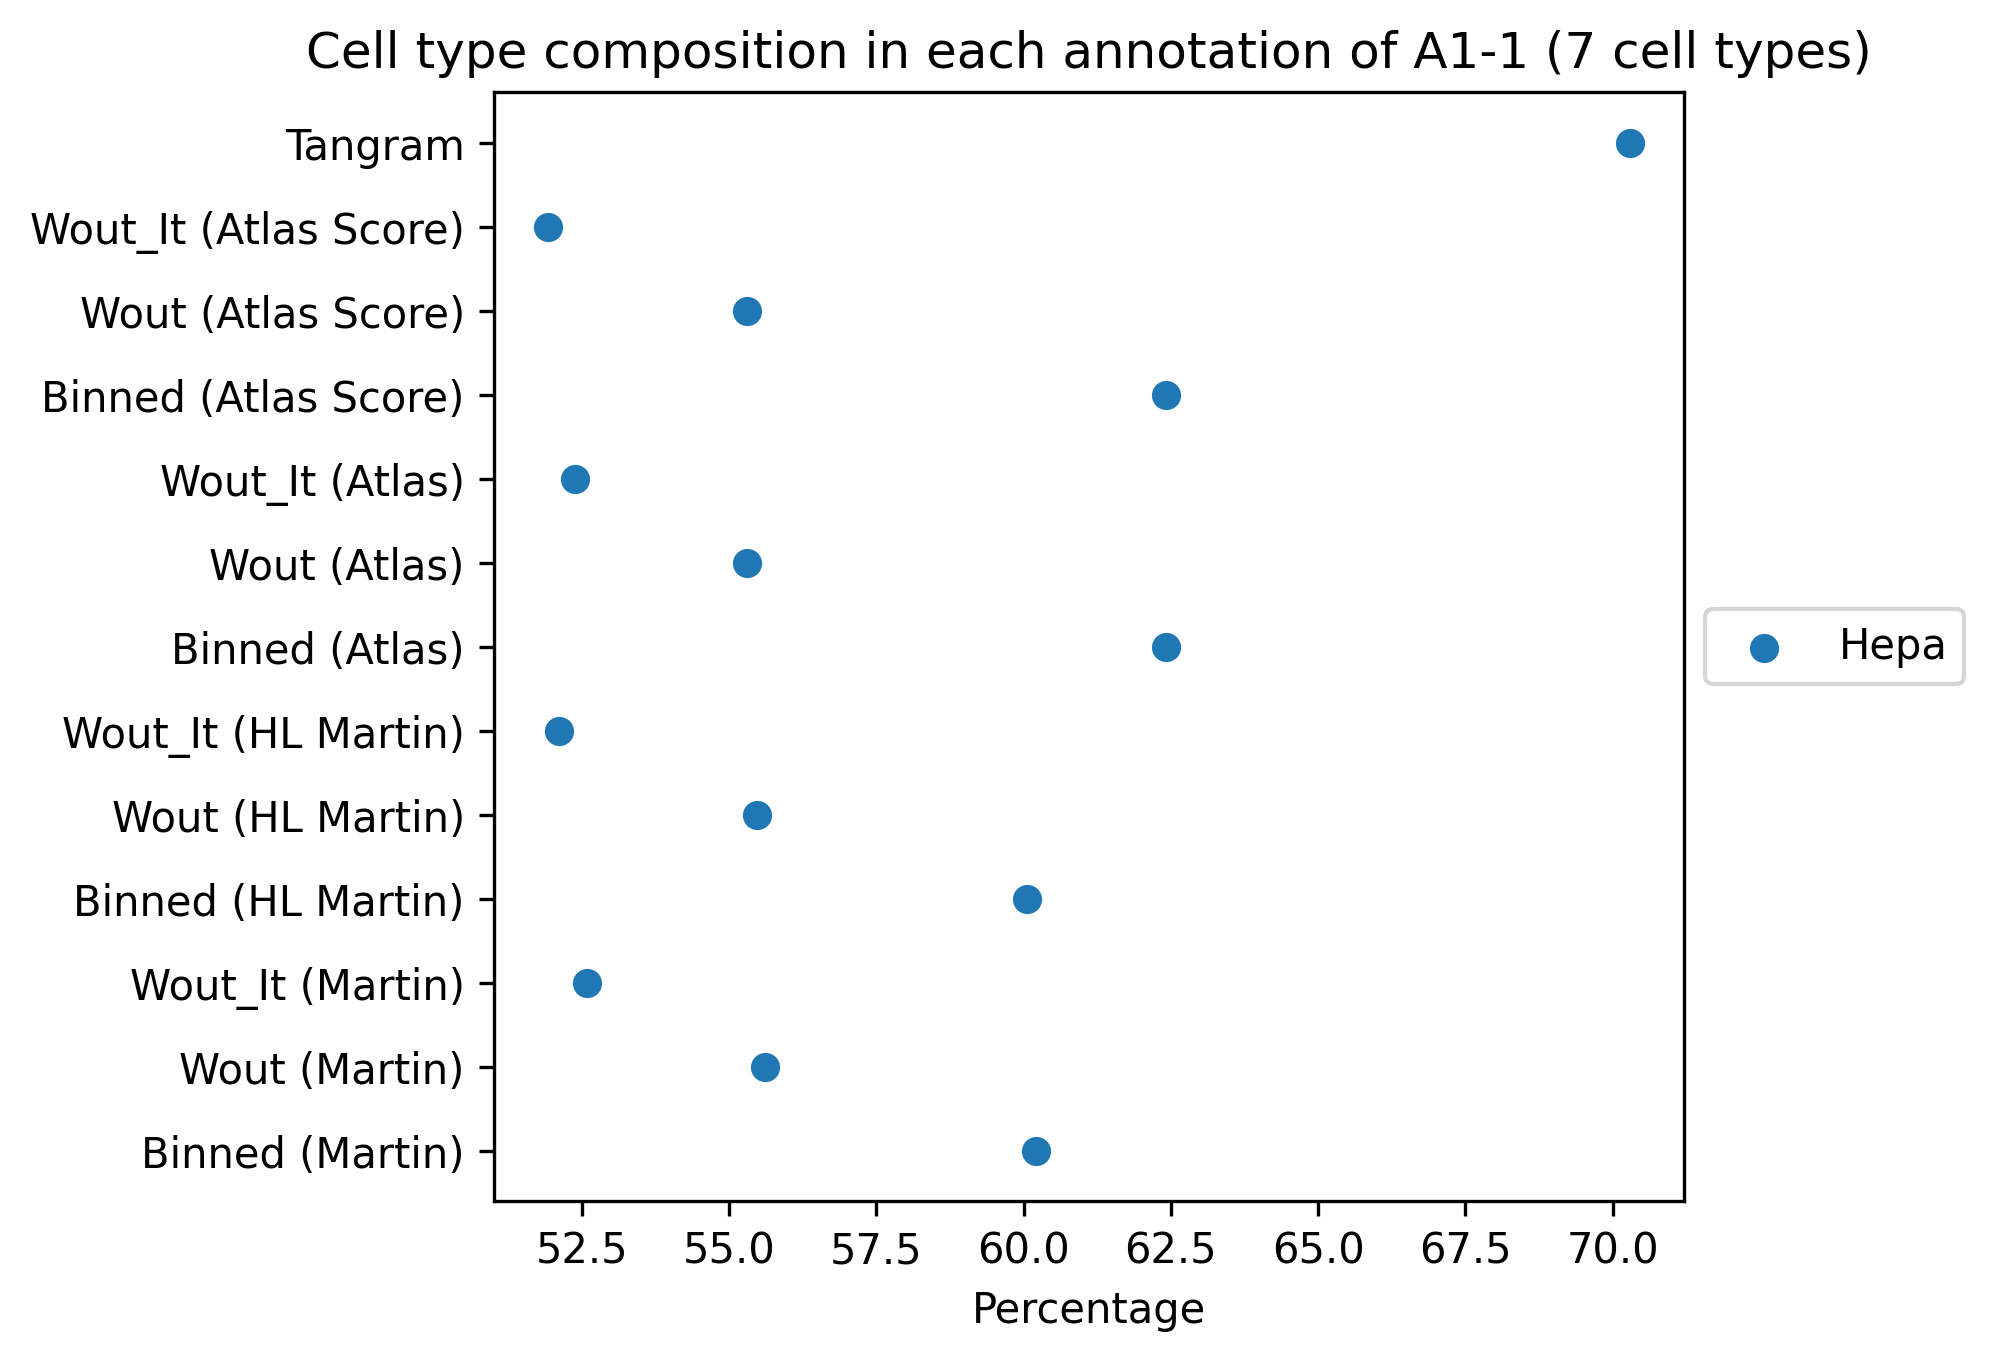 Cell type composition in each annotation of A1-1 (7 cell types)
Tangram
Wout_It (Atlas Score)
Wout (Atlas Score)
Binned (Atlas Score)
Wout_It (Atlas)
Wout (Atlas)
Binned (Atlas)
Wout_It (HL Martin)
Wout (HL Martin)
Binned (HL Martin)
Wout_It (Martin)
Wout (Martin)
Binned (Martin)
Hepa
52.5 55.0 57.5 60.0 62.5 65.0 67.5 70.0
Percentage